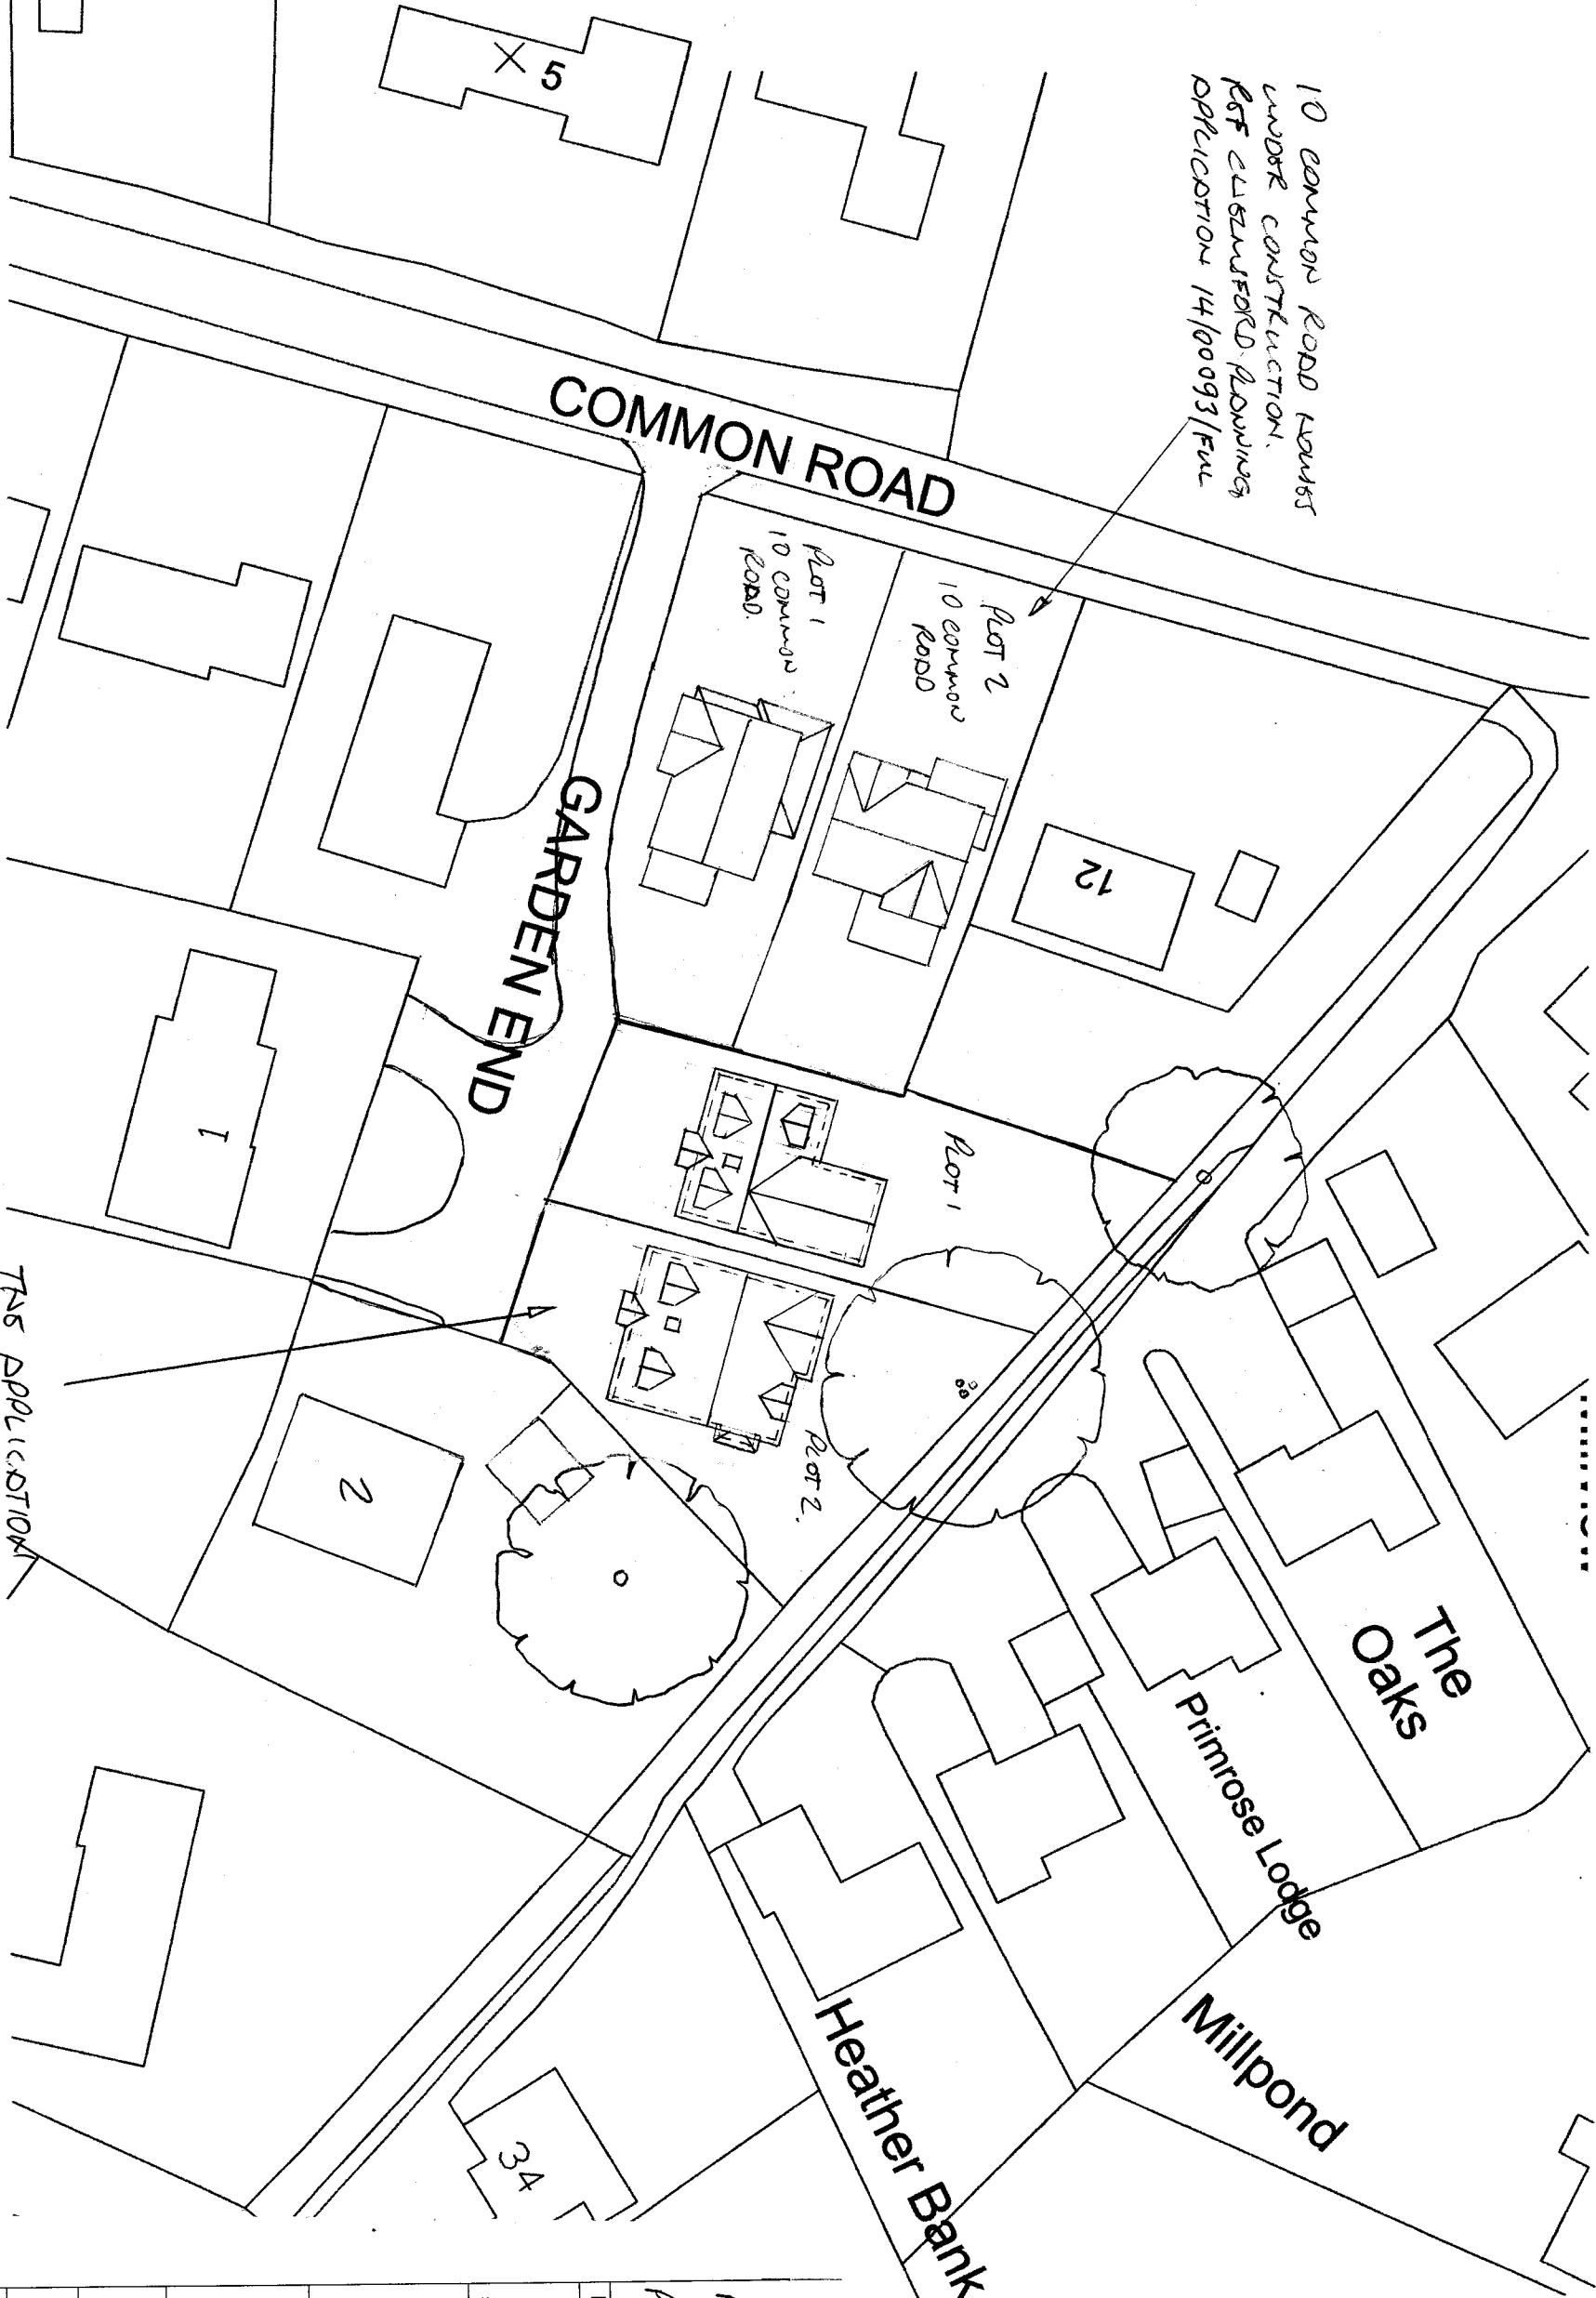 10 COMMON ROAD HOUSES
UNDER CONSTRUCTION.
REF CHELMSFORD PLANNING
APPLICATION 14/00093/FUL
5
COMMON ROAD
PLOT 1
10 COMMON
ROAD.
PLOT 2
10 COMMON
ROAD
12
GARDEN END
1
PLOT 1
PLOT 2.
2
THIS APPLICATION
The
Oaks
Primrose Lodge
Millpond
Heather Bank
34